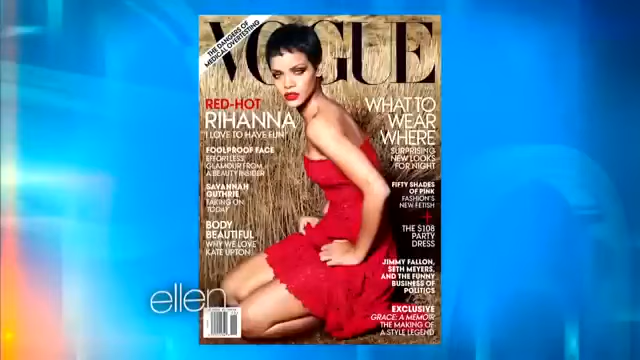 THE DANGERS OF
MEDICAL OVERTESTING
VOGUE
RED-HOT
RIHANNA
I LOVE TO HAVE FUN
FOOLPROOF FACE
EFFORTLESS
GLAMOUR FROM
A BEAUTY INSIDER
SAVANNAH
GUTHRIE
TAKING ON
TODAY
BODY
BEAUTIFUL
WHY WE LOVE
KATE UPTON
WHAT TO
WEAR
WHERE
SURPRISING
NEW LOOKS
FOR NIGHT
FIFTY SHADES
OF PINK
FASHION'S
NEW FETISH
+
THE $108
PARTY
DRESS
JIMMY FALLON,
SETH MEYERS,
AND THE FUNNY
BUSINESS OF
POLITICS
EXCLUSIVE
GRACE: A MEMOIR
THE MAKING OF
A STYLE LEGEND
ellen